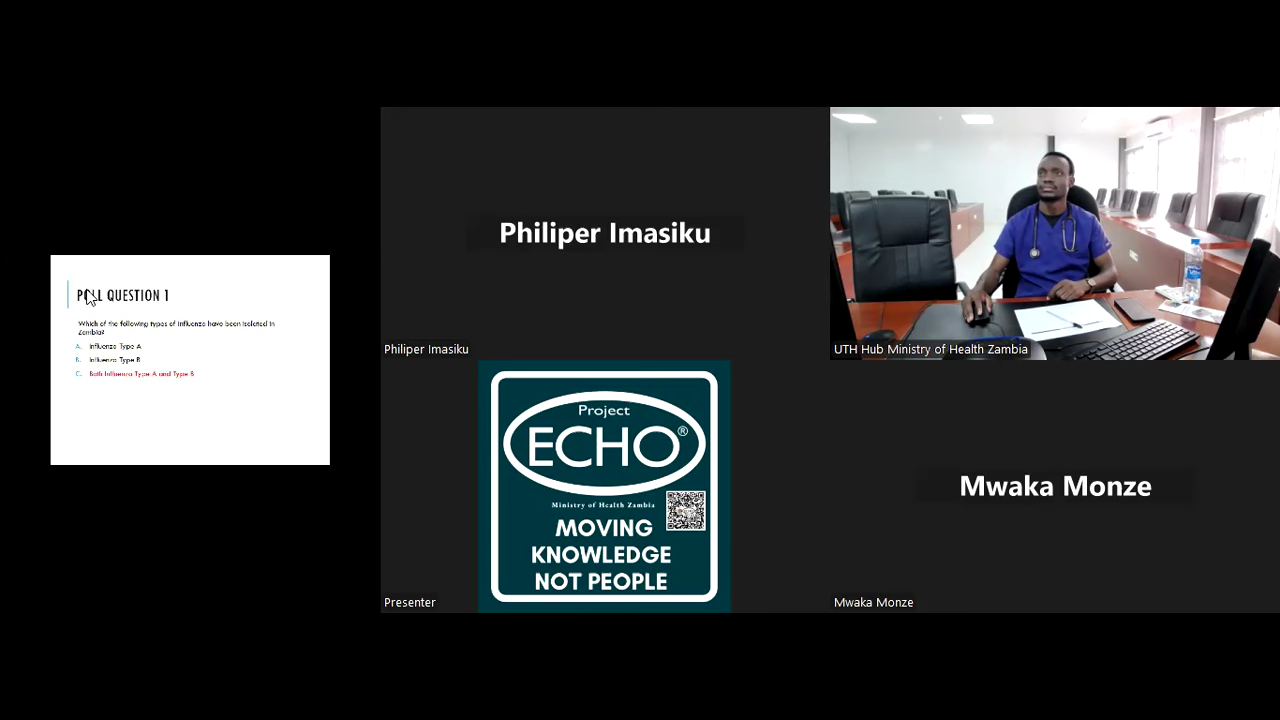 POLL QUESTION 1
Which of the following types of Influenza have been isolated in
Zambia?
A. Influenza Type A
B. Influenza Type B
C. Both Influenza Type A and Type B
Philiper Imasiku
Philiper Imasiku
UTH Hub Ministry of Health Zambia
Project
ECHO®
Ministry of Health Zambia
MOVING
KNOWLEDGE
NOT PEOPLE
Presenter
Mwaka Monze
Mwaka Monze